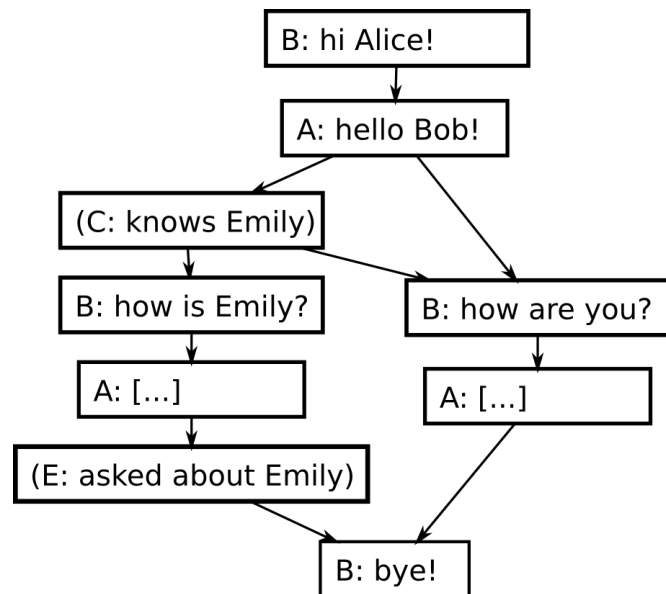 B: hi Alice!
A: hello Bob!
(C: knows Emily)
B: how is Emily?
B: how are you?
A: [...]
A: [...]
(E: asked about Emily)
B: bye!